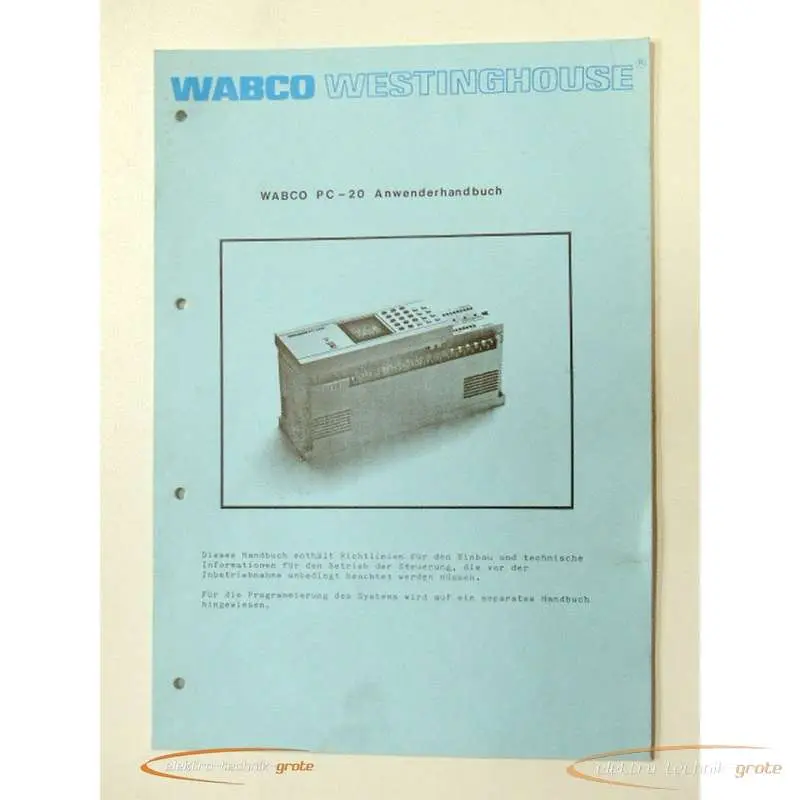 WABCO WESTINGHOUSE®
WABCO PC-20 Anwenderhandbuch
Dieses Handbuch enthält Richtlinien für den Einbau und technische
Informationen für den Betrieb der Steuerung, die vor der
Inbetriebnahme unbedingt beachtet werden müssen.
Für die Programmierung des Systems wird auf ein separates Handbuch
hingewiesen.
elektro-technik-grote
elektro technik grote